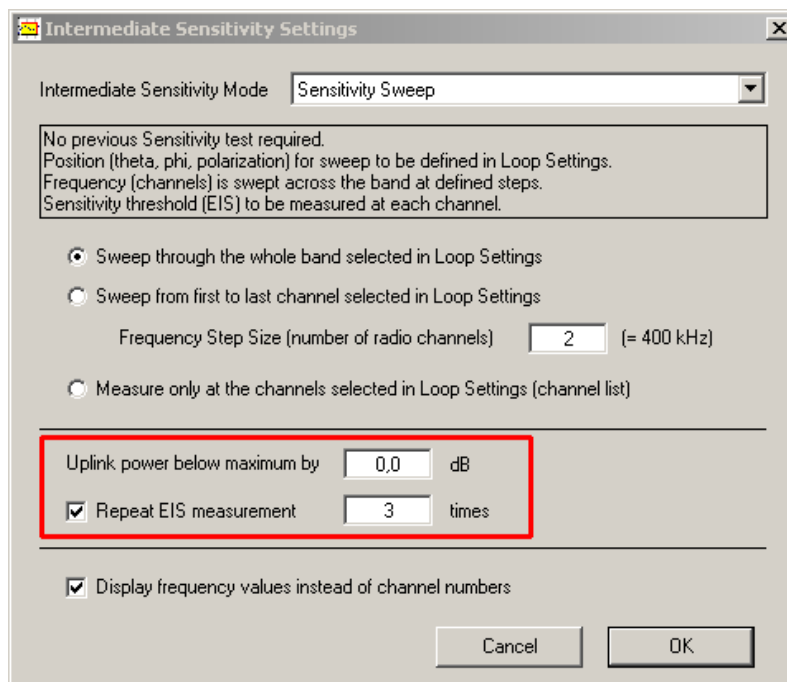 Intermediate Sensitivity Settings
Intermediate Sensitivity Mode Sensitivity Sweep
No previous Sensitivity test required.
Position (theta, phi, polarization) for sweep to be defined in Loop Settings.
Frequency (channels) is swept across the band at defined steps.
Sensitivity threshold (EIS) to be measured at each channel.
Sweep through the whole band selected in Loop Settings
Sweep from first to last channel selected in Loop Settings
Frequency Step Size (number of radio channels) 2 (= 400 kHz)
Measure only at the channels selected in Loop Settings (channel list)
Uplink power below maximum by 0,0 dB
Repeat EIS measurement 3 times
Display frequency values instead of channel numbers
Cancel OK